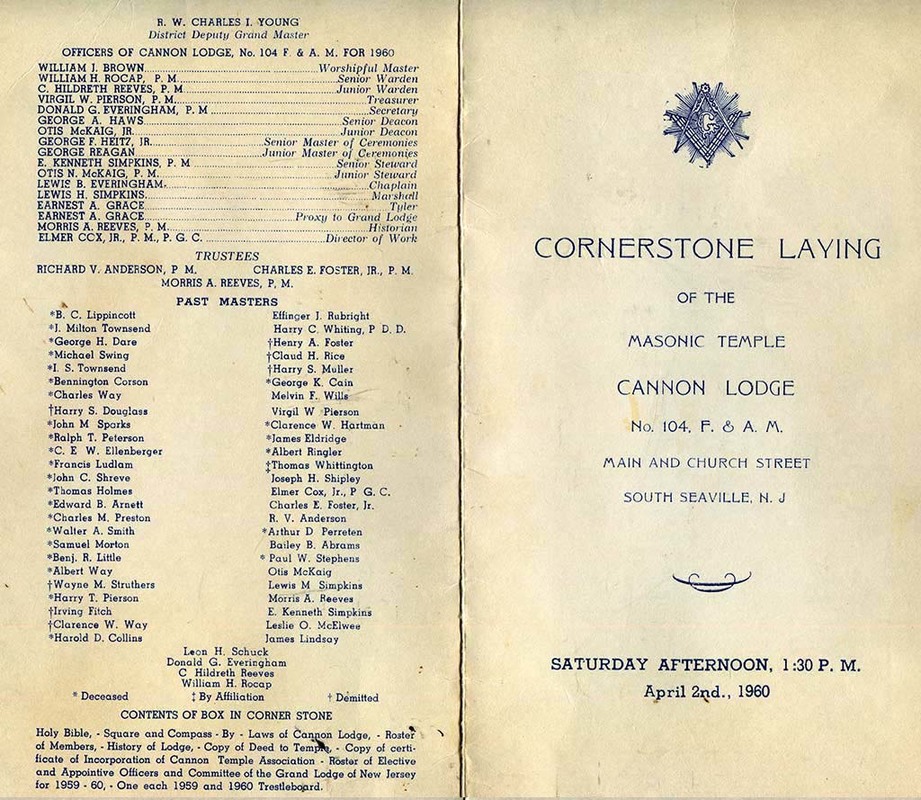 R. W. CHARLES I. YOUNG
District Deputy Grand Master
OFFICERS OF CANNON LODGE, No. 104 F. & A. M. FOR 1960
WILLIAM J. BROWN Worshipful Master
WILLIAM H. ROCAP, P. M. Senior Warden
C. HILDRETH REEVES, P. M Junior Warden
VIRGIL W. PIERSON, P. M. Treasurer
DONALD G. EVERINGHAM, P. M Secretary
GEORGE A. HAWS Senior Deacon
OTIS McKAIG, JR. Junior Deacon
GEORGE F. HEITZ, JR. Senior Master of Ceremonies
GEORGE REAGAN Junior Master of Ceremonies
E. KENNETH SIMPKINS, P. M Senior Steward
OTIS N. McKAIG, P. M. Junior Steward
LEWIS B. EVERINGHAM Chaplain
LEWIS H. SIMPKINS Marshall
EARNEST A. GRACE Tyler
EARNEST A. GRACE Proxy to Grand Lodge
MORRIS A. REEVES, P. M. Historian
ELMER COX, JR., P. M., P. G. C. Director of Work
TRUSTEES
RICHARD V. ANDERSON, P M. CHARLES E. FOSTER, JR., P. M.
MORRIS A. REEVES, P. M.
PAST MASTERS
*B. C. Lippincott
*J. Milton Townsend
*George H. Dare
*Michael Swing
*I. S. Townsend
*Bennington Corson
*Charles Way
†Harry S. Douglass
*John M Sparks
*Ralph T. Peterson
*C. E W. Ellenberger
*Francis Ludlam
*John C. Shreve
*Thomas Holmes
*Edward B. Arnett
*Charles M. Preston
*Walter A. Smith
*Samuel Morton
*Benj. R. Little
*Albert Way
†Wayne M. Struthers
*Harry T. Pierson
†Irving Fitch
†Clarence W. Way
*Harold D. Collins
Effinger J. Rubright
Harry C. Whiting, P D. D.
†Henry A. Foster
†Claud H. Rice
†Harry S. Muller
*George K. Cain
Melvin F. Wills
Virgil W Pierson
*Clarence W. Hartman
*James Eldridge
*Albert Ringler
‡Thomas Whittington
Joseph H. Shipley
Elmer Cox, Jr., P G. C.
Charles E. Foster, Jr.
R. V. Anderson
*Arthur D Perreten
Bailey B. Abrams
* Paul W. Stephens
Otis McKaig
Lewis M Simpkins
Morris A. Reeves
E. Kenneth Simpkins
Leslie O. McElwee
James Lindsay
Leon H. Schuck
Donald G. Everingham
C Hildreth Reeves
William H. Rocap
* Deceased ‡ By Affiliation † Demitted
CONTENTS OF BOX IN CORNER STONE
Holy Bible, - Square and Compass - By - Laws of Cannon Lodge, - Roster
of Members, - History of Lodge, - Copy of Deed to Temple, - Copy of certi-
ficate of Incorporation of Cannon Temple Association - Roster of Elective
and Appointive Officers and Committee of the Grand Lodge of New Jersey
for 1959 - 60, - One each 1959 and 1960 Trestleboard.
G
CORNERSTONE LAYING
OF THE
MASONIC TEMPLE
CANNON LODGE
No. 104, F. & A. M.
MAIN AND CHURCH STREET
SOUTH SEAVILLE, N. J
SATURDAY AFTERNOON, 1:30 P. M.
April 2nd., 1960